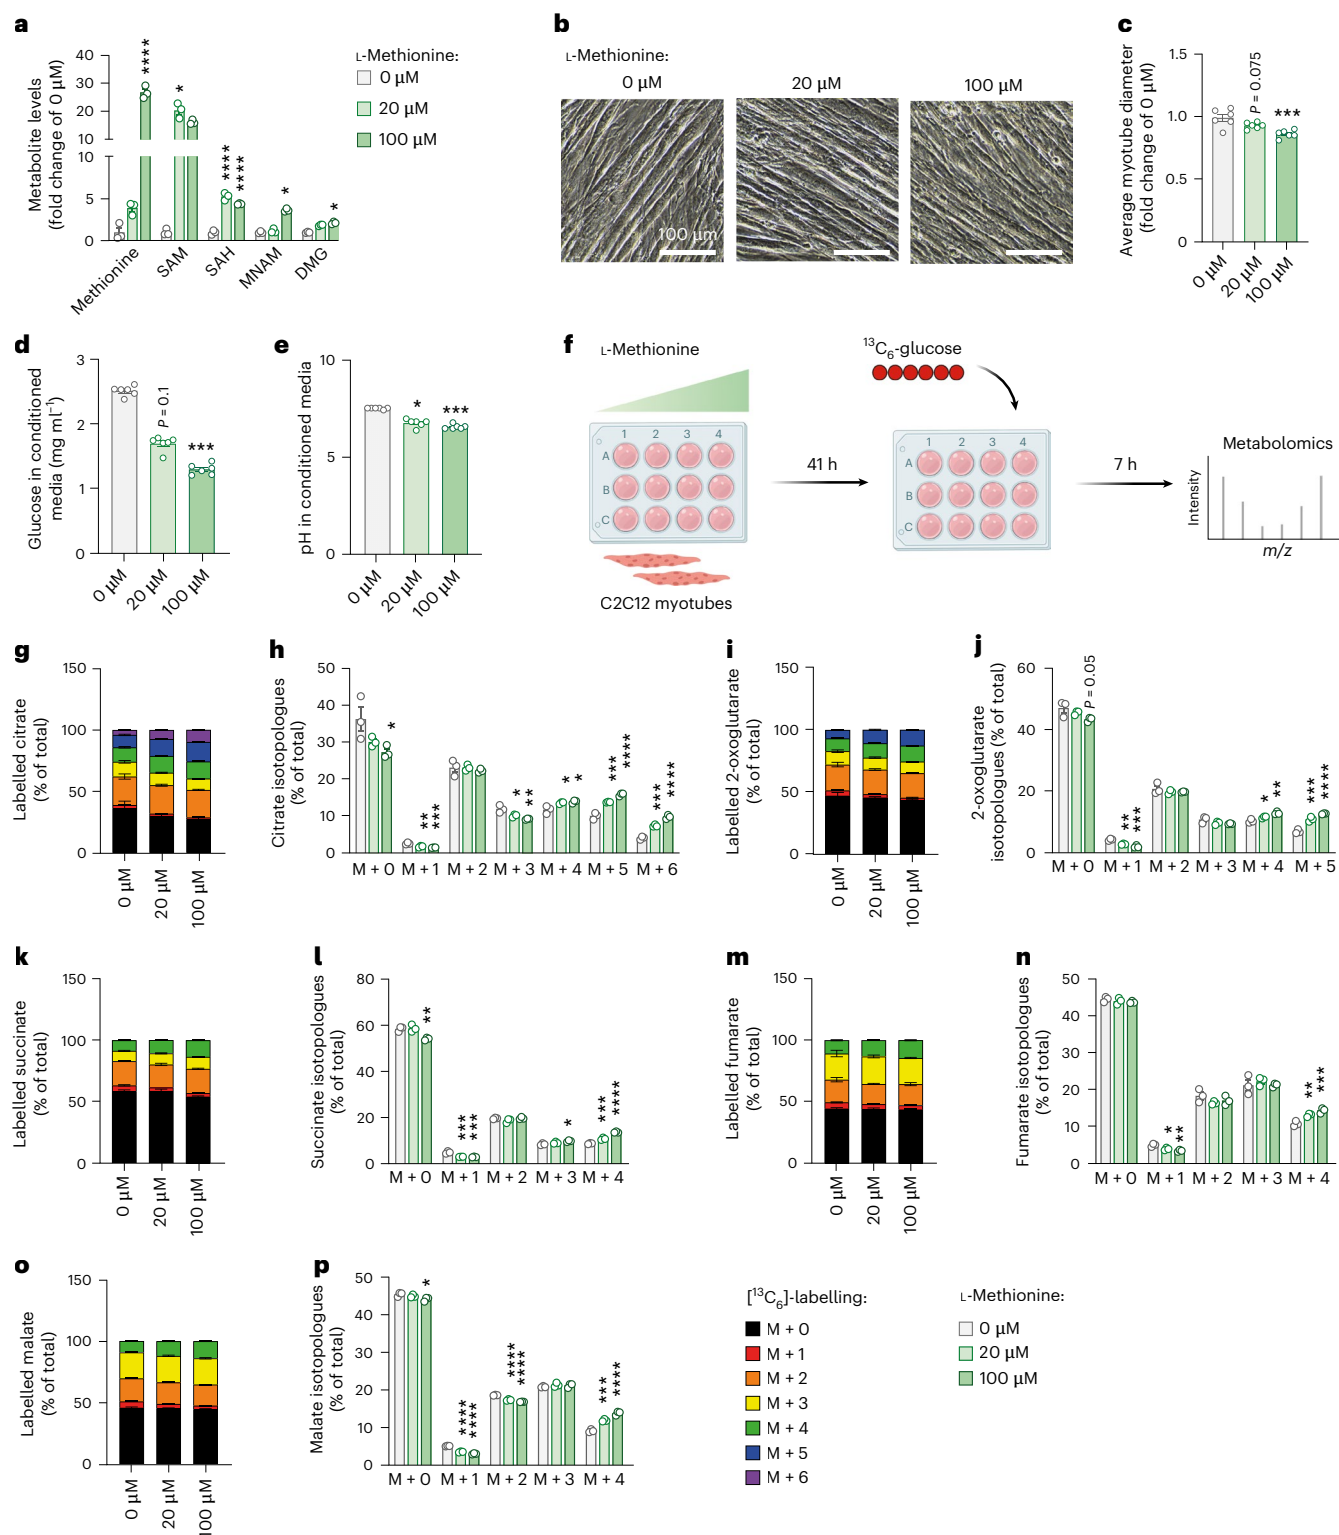 a
Metabolite levels
(fold change of 0 µM)
40
30
20
10
10
5
0
****
*
****
****
*
*
Methionine
SAM
SAH
MNAM
DMG
L-Methionine:
0 µM
20 µM
100 µM
b
L-Methionine:
0 µM
20 µM
100 µM
100 µm
c
Average myotube diameter
(fold change of 0 µM)
1.5
1.0
0.5
0
P = 0.075
***
0 µM
20 µM
100 µM
d
Glucose in conditioned
media (mg ml⁻¹)
3
2
1
0
P = 0.1
***
0 µM
20 µM
100 µM
e
pH in conditioned media
10
5
0
*
***
0 µM
20 µM
100 µM
f
L-Methionine
1 2 3 4
A
B
C
C2C12 myotubes
41 h
¹³C₆-glucose
1 2 3 4
A
B
C
7 h
Metabolomics
Intensity
m/z
g
Labelled citrate
(% of total)
150
100
50
0
0 µM
20 µM
100 µM
h
Citrate isotopologues
(% of total)
50
40
30
20
10
0
*
**
***
*
**
*
*
***
****
***
****
M + 0
M + 1
M + 2
M + 3
M + 4
M + 5
M + 6
i
Labelled 2-oxoglutarate
(% of total)
150
100
50
0
0 µM
20 µM
100 µM
j
2-oxoglutarate
isotopologues (% of total)
60
40
20
0
P = 0.05
**
***
*
**
***
****
M + 0
M + 1
M + 2
M + 3
M + 4
M + 5
k
Labelled succinate
(% of total)
150
100
50
0
0 µM
20 µM
100 µM
l
Succinate isotopologues
(% of total)
80
60
40
20
0
**
***
***
*
***
****
M + 0
M + 1
M + 2
M + 3
M + 4
m
Labelled fumarate
(% of total)
150
100
50
0
0 µM
20 µM
100 µM
n
Fumarate isotopologues
(% of total)
50
40
30
20
10
0
*
**
**
***
M + 0
M + 1
M + 2
M + 3
M + 4
o
Labelled malate
(% of total)
150
100
50
0
0 µM
20 µM
100 µM
p
Malate isotopologues
(% of total)
50
40
30
20
10
0
*
****
****
****
****
***
****
M + 0
M + 1
M + 2
M + 3
M + 4
[¹³C₆]-labelling:
M + 0
M + 1
M + 2
M + 3
M + 4
M + 5
M + 6
L-Methionine:
0 µM
20 µM
100 µM